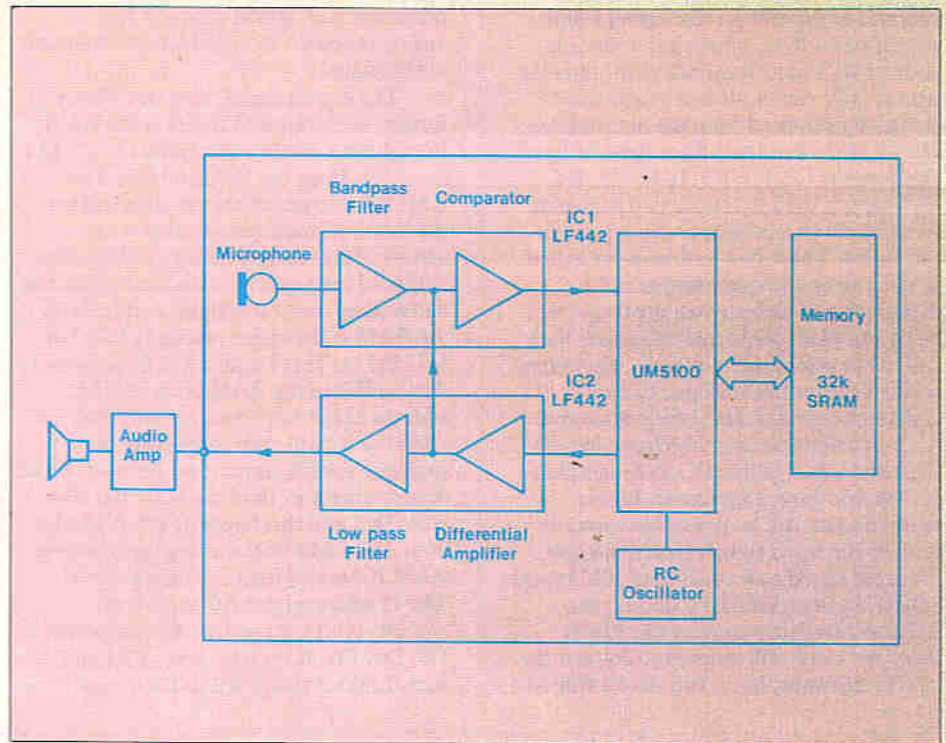 Bandpass
Filter
Comparator
IC1
LF442
Microphone
Memory
32k
SRAM
UM5100
IC2
LF442
Audio
Amp
Low pass
Filter
Differential
Amplifier
RC
Oscillator